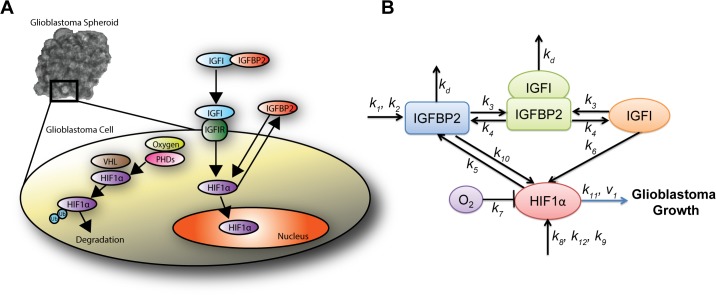 A
Glioblastoma Spheroid
IGFI
IGFBP2
IGFI
IGFIR
IGFBP2
Glioblastoma Cell
Oxygen
PHDs
VHL
HIF1α
HIF1α
HIF1α
Ub
Ub
Degradation
HIF1α
Nucleus
B
kd
kd
k1, k2
IGFBP2
k3
k4
IGFI
IGFBP2
k3
k4
IGFI
k10
k5
k6
O2
k7
HIF1α
k11, v1
Glioblastoma
Growth
k8, k12, k9